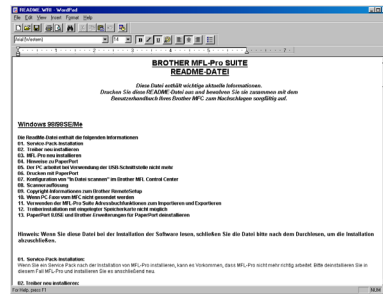 README.WRI - WordPad
File Edit View Insert Format Help
Arial (Western)
14
BROTHER MFL-Pro SUITE
README-DATEI
Diese Datei enthält wichtige aktuelle Informationen.
Drucken Sie diese README-Datei aus und bewahren Sie sie zusammen mit dem
Benutzerhandbuch Ihres Brother MFC zum Nachschlagen sorgfältig auf.
Windows 98/98SE/Me
Die ReadMe-Datei enthält die folgenden Informationen
01. Service-Pack-Installation
02. Treiber neu installieren
03. MFL-Pro neu installieren
04. Hinweise zu PaperPort
05. Der PC arbeitet bei Verwendung der USB-Schnittstelle nicht mehr
06. Drucken mit PaperPort
07. Konfiguration von "In Datei scannen" im Brother MFL Control Center
08. Scannerauflösung
09. Copyright-Informationen zum Brother RemoteSetup
10. Wenn PC Faxe vom MFC nicht gesendet werden
11. Verwenden der MFL-Pro Suite Adressbuchfunktionen zum Importieren und Exportieren
12. Treiberinstallation mit eingelegter Speicherkarte nicht möglich
13. PaperPort 8.0SE und Brother Erweiterungen für PaperPort deinstallieren
Hinweis: Wenn Sie diese Datei bei der Installation der Software lesen, schließen Sie die Datei bitte nach dem Durchlesen, um die Installation
abzuschließen.
01. Service-Pack-Installation:
Wenn Sie ein Service Pack nach der Installation von MFL-Pro installieren, kann es vorkommen, dass MFL-Pro nicht mehr richtig arbeitet. Bitte deinstallieren Sie in
diesem Fall MFL-Pro und installieren Sie es anschließend neu.
02. Treiber neu installieren:
For Help, press F1
NUM